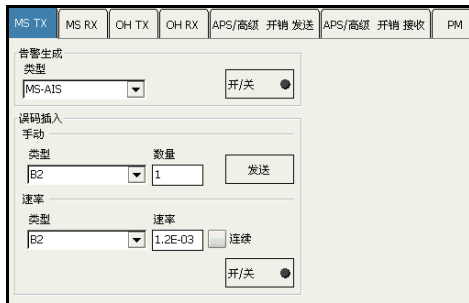 MS TX MS RX OH TX OH RX APS/高级 开销 发送 APS/高级 开销 接收 PM
告警生成
类型
MS-AIS 开/关
误码插入
手动
类型 数量
B2 1 发送
速率
类型 速率
B2 1.2E-03 连续
开/关